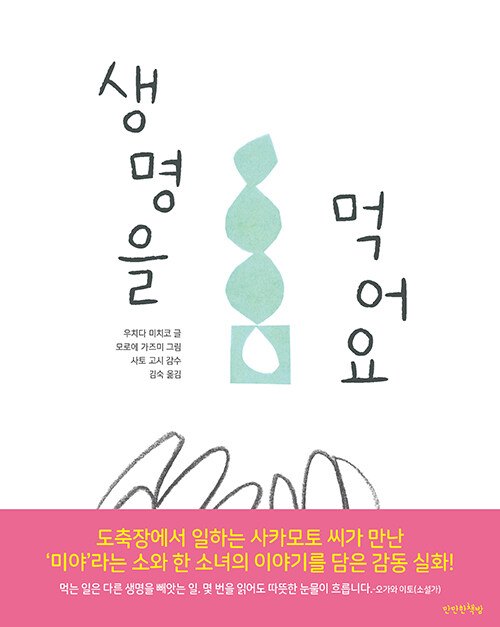 생명을
먹어요
우치다 미치코 글
모로에 가즈미 그림
사토 고시 감수
김숙 옮김
도축장에서 일하는 사카모토 씨가 만난
‘미야’라는 소와 한 소녀의 이야기를 담은 감동 실화!
먹는 일은 다른 생명을 빼앗는 일. 몇 번을 읽어도 따뜻한 눈물이 흐릅니다.-오가와 이토(소설가)
만만한책방